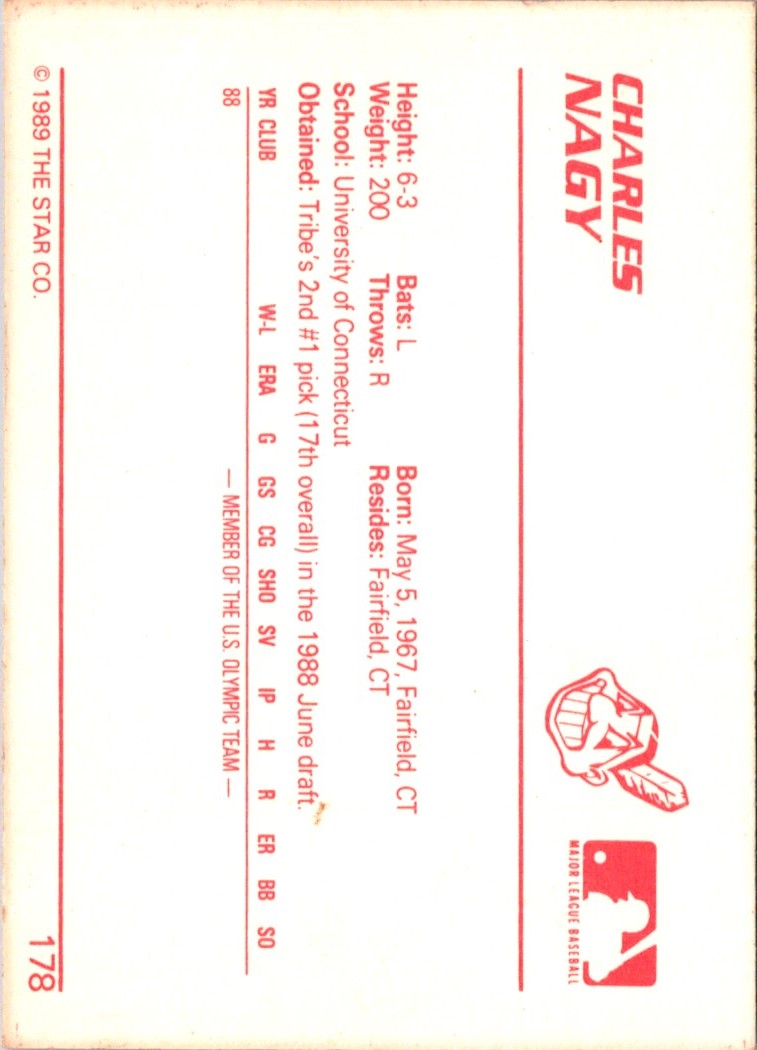 CHARLES
NAGY
MAJOR LEAGUE BASEBALL
Height: 6-3 Bats: L Born: May 5, 1967, Fairfield, CT
Weight: 200 Throws: R Resides: Fairfield, CT
School: University of Connecticut
Obtained: Tribe's 2nd #1 pick (17th overall) in the 1988 June draft.
YR CLUB W-L ERA G GS CG SHO SV IP H R ER BB SO
88 — MEMBER OF THE U.S. OLYMPIC TEAM —
© 1989 THE STAR CO. 178